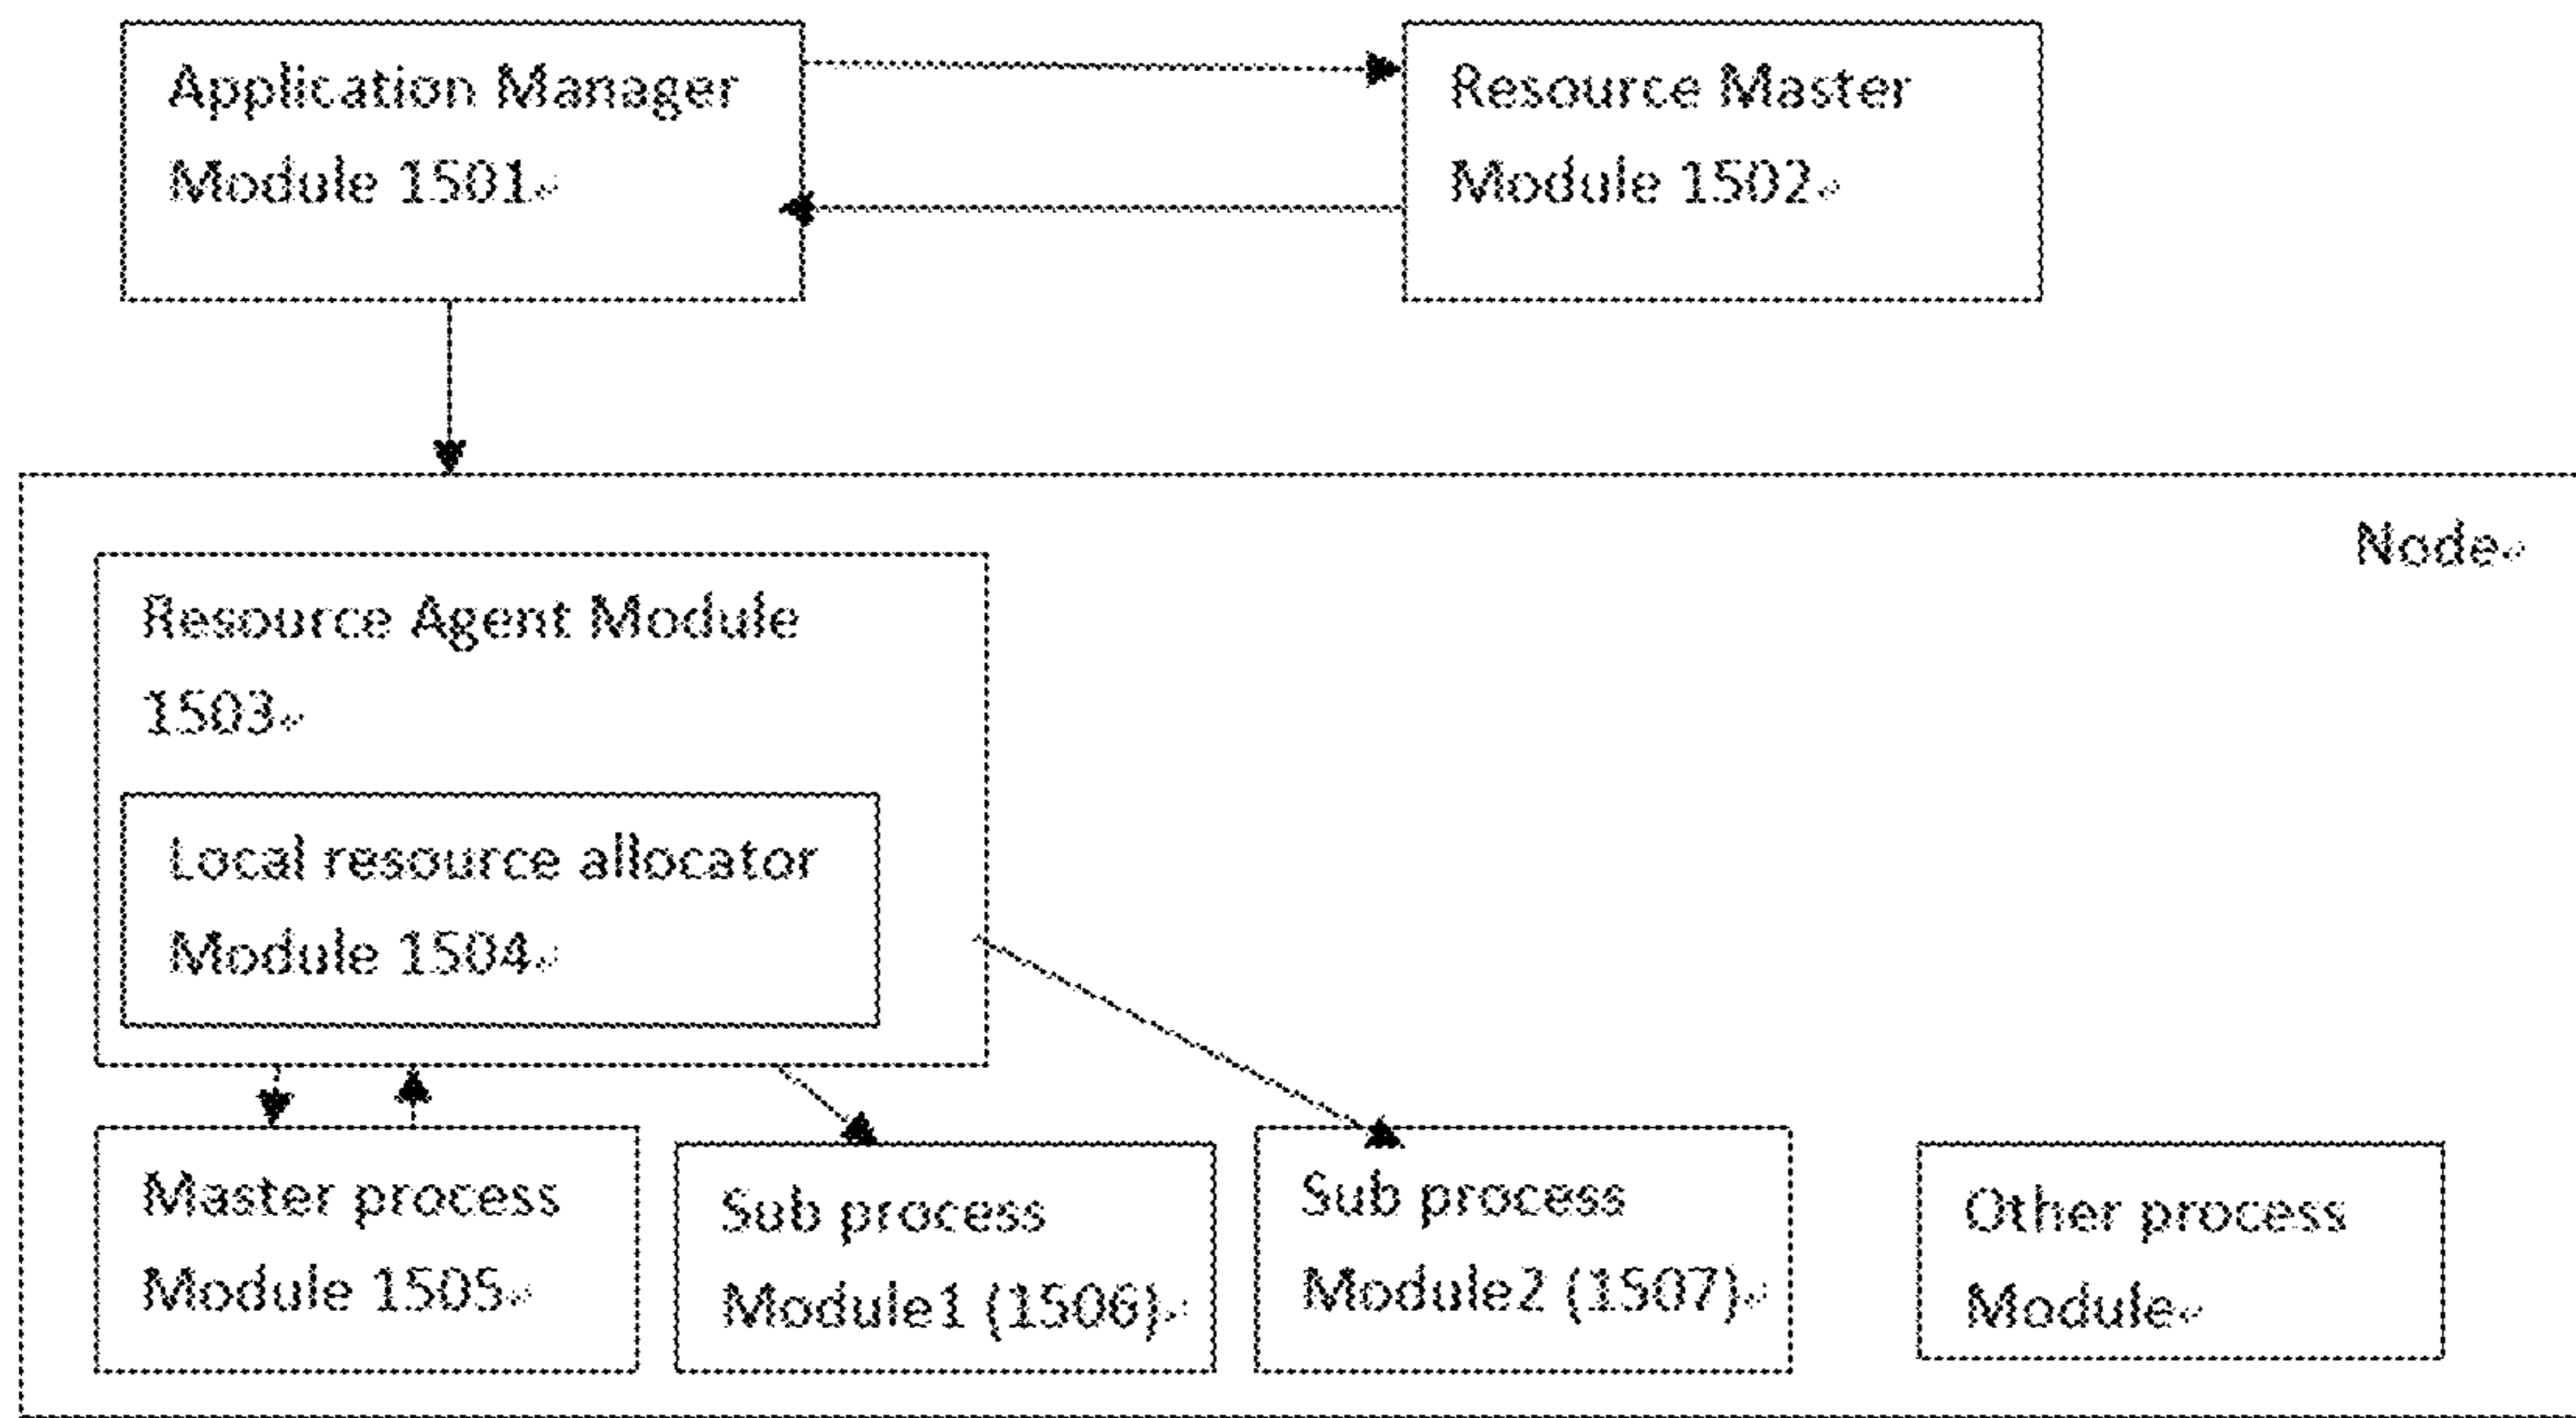 Application Manager
Module 1501
Resource Master
Module 1502
Node
Resource Agent Module
1503
Local resource allocator
Module 1504
Master process
Module 1505
Sub process
Module1 (1506)
Sub process
Module2 (1507)
Other process
Module